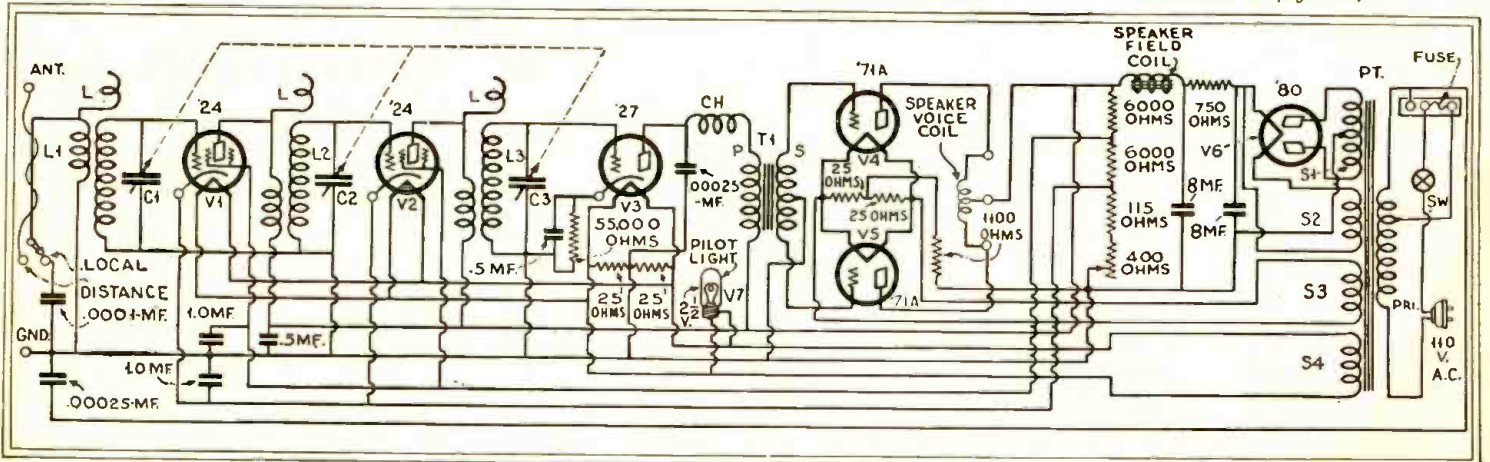 SPEAKER
FIELD
COIL
FUSE
ANT.
L
'24
L
'24
L
'27
CH
'71A
SPEAKER
VOICE
COIL
'80
PT.
6000
OHMS
750
OHMS
L1
C1
V1
L2
C2
V2
L3
C3
V3
T1
P
S
.00025
-MF.
V4
25
OHMS
25 OHMS
V5
'71A
1100
OHMS
6000
OHMS
115
OHMS
400
OHMS
8MF.
8MF.
V6
S1
S2
S3
S4
SW
PRI.
110
V.
A.C.
LOCAL
DISTANCE
.0001-MF.
1.0MF.
.5MF.
.5 MF.
55,000
OHMS
25
OHMS
25
OHMS
PILOT
LIGHT
2½
V.
V7
GND.
1.0 MF.
.00025-MF.